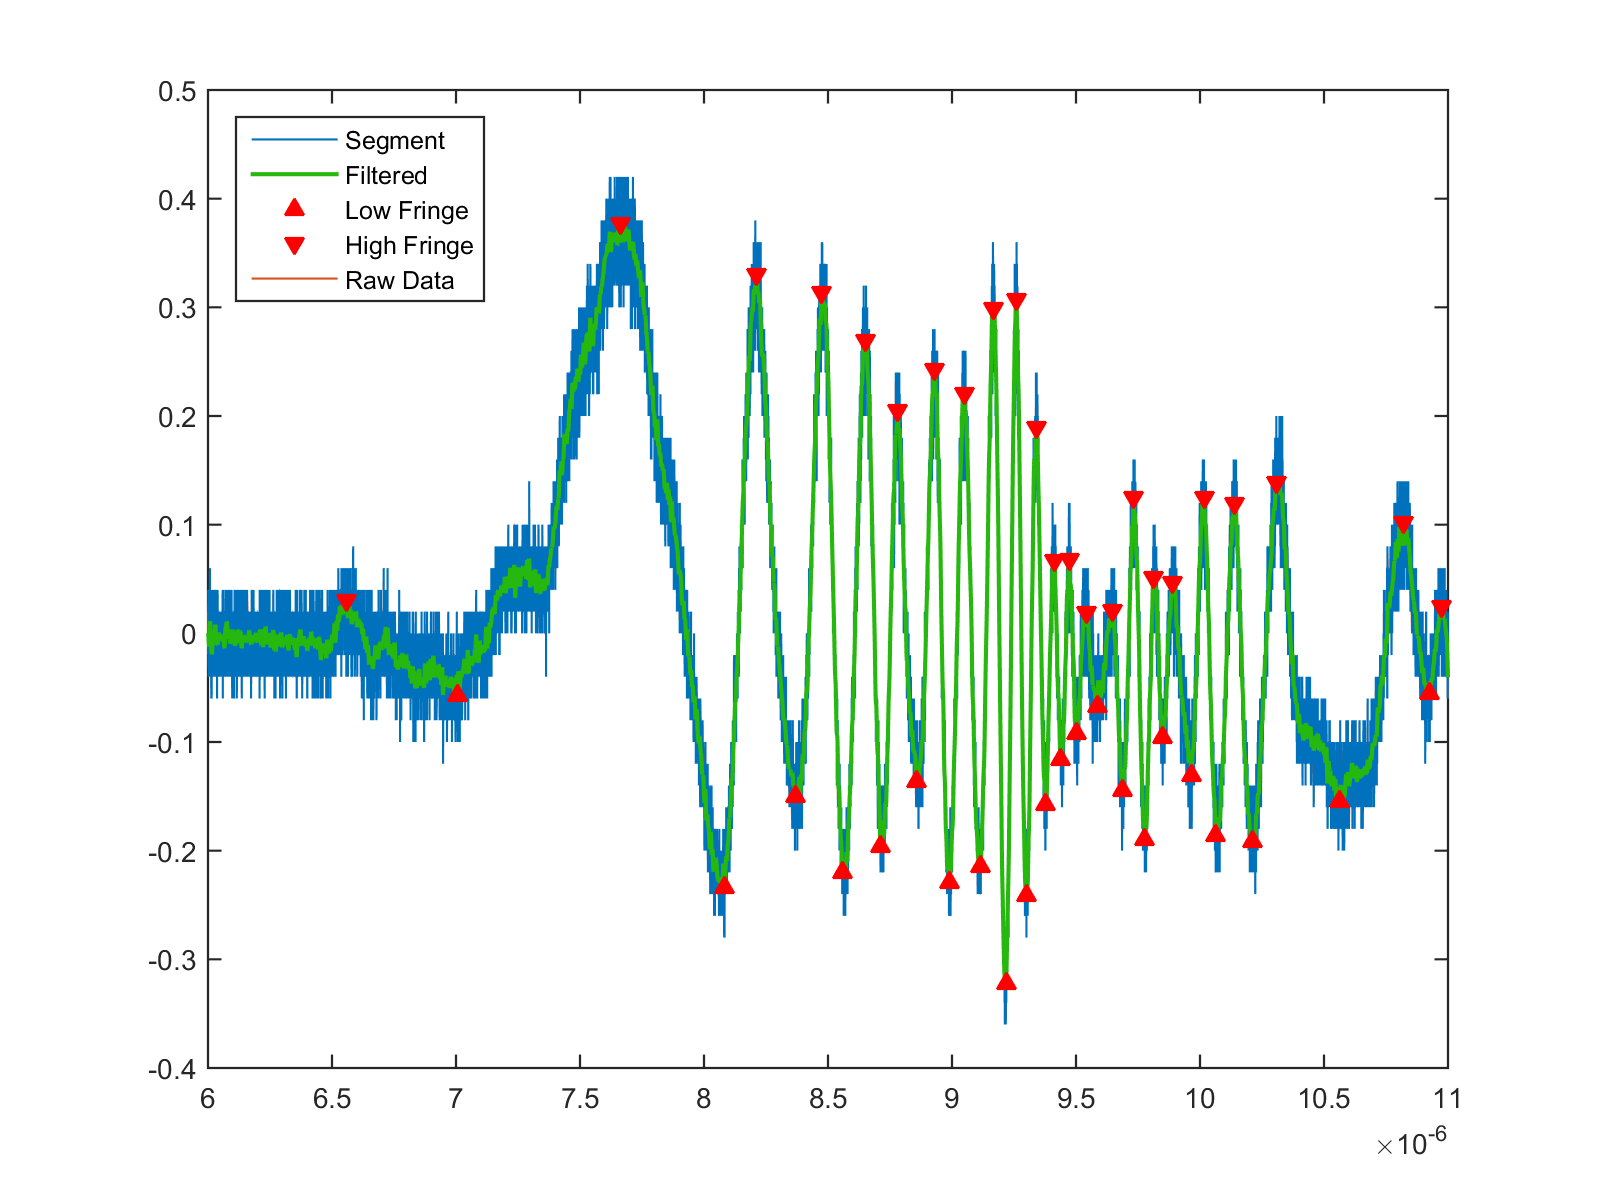 0.5
0.4
0.3
0.2
0.1
0
-0.1
-0.2
-0.3
-0.4
Segment
Filtered
Low Fringe
High Fringe
Raw Data
6 6.5 7 7.5 8 8.5 9 9.5 10 10.5 11
×10⁻⁶